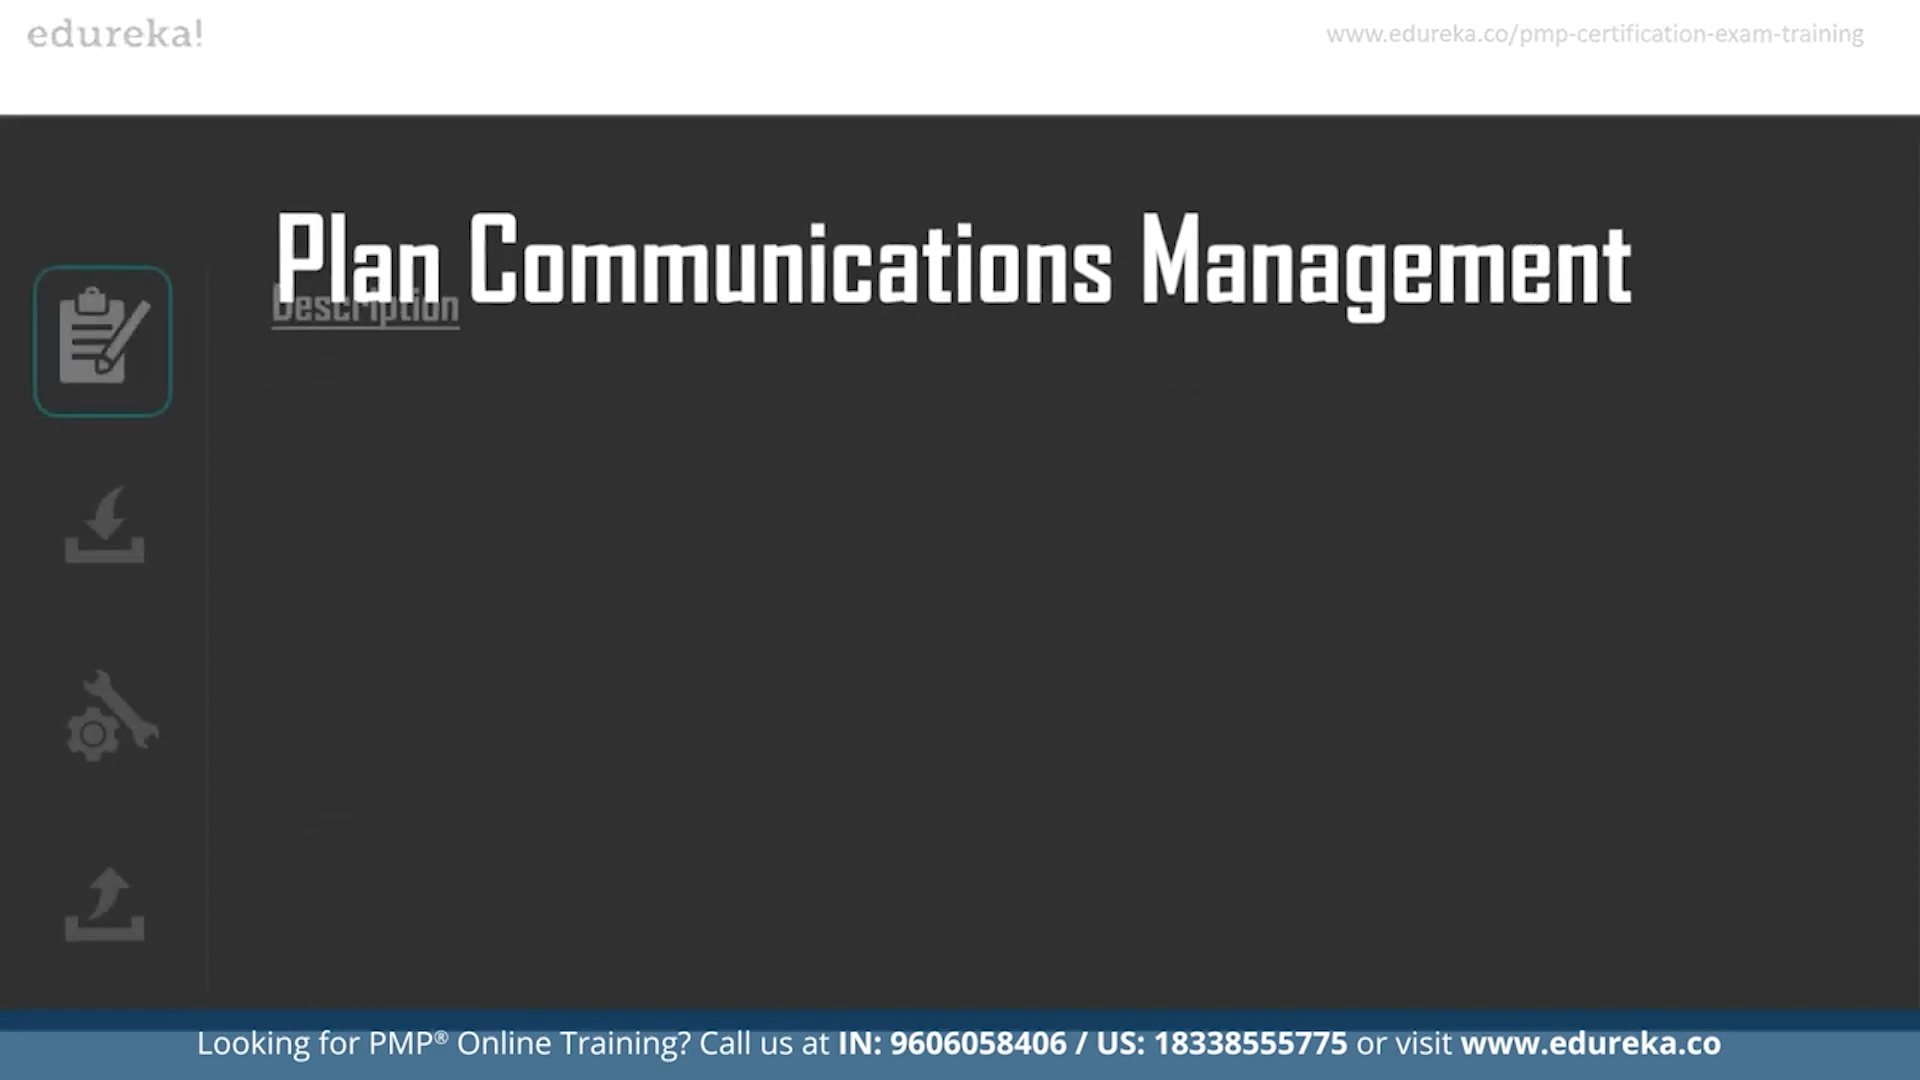 edureka!
www.edureka.co/pmp-certification-exam-training
Plan Communications Management
Description
Looking for PMP® Online Training? Call us at IN: 9606058406 / US: 18338555775 or visit www.edureka.co